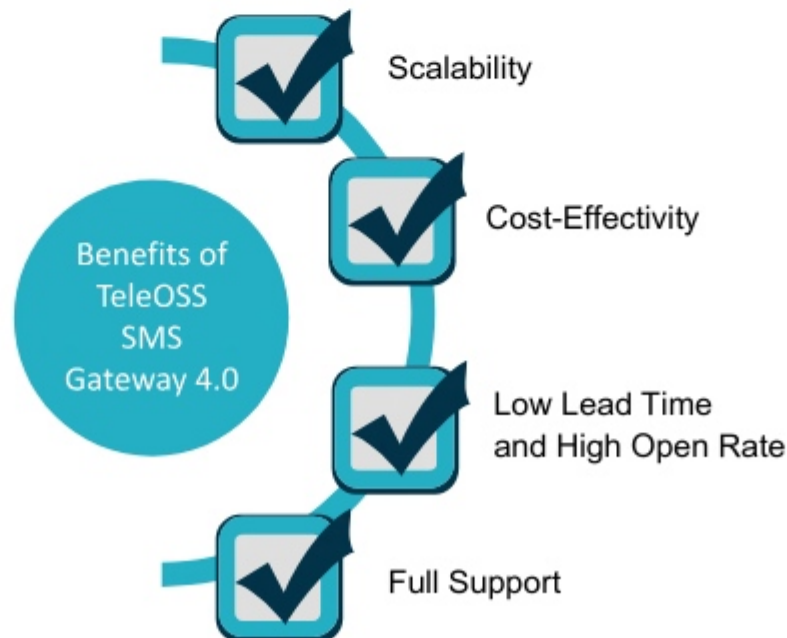 Scalability
Cost-Effectivity
Benefits of
TeleOSS
SMS
Gateway 4.0
Low Lead Time
and High Open Rate
Full Support